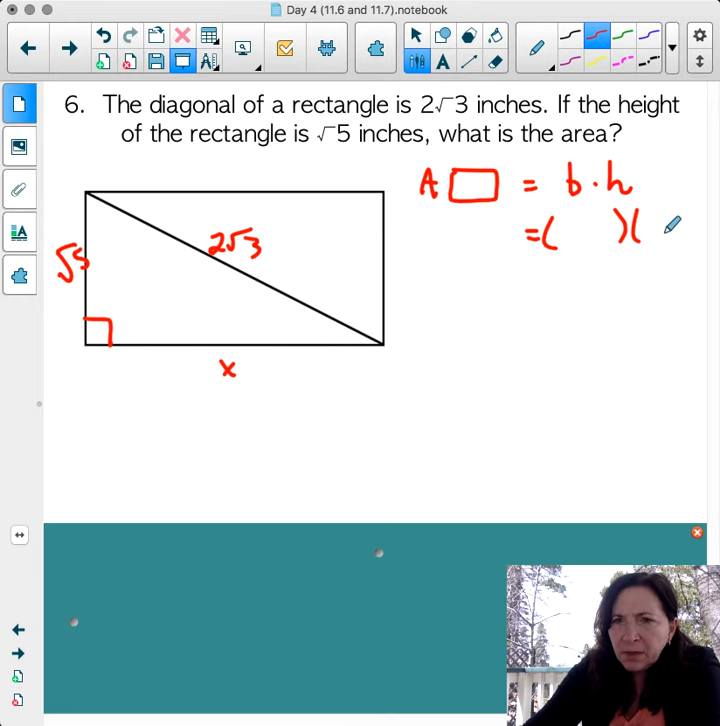 Day 4 (11.6 and 11.7).notebook
A
A
6. The diagonal of a rectangle is 2√3 inches. If the height
of the rectangle is √5 inches, what is the area?
A▭ = b·h
=( )(
2√3
√5
x